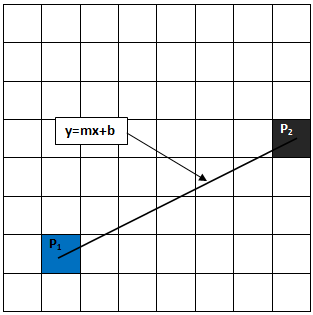 P₂
y=mx+b
P₁